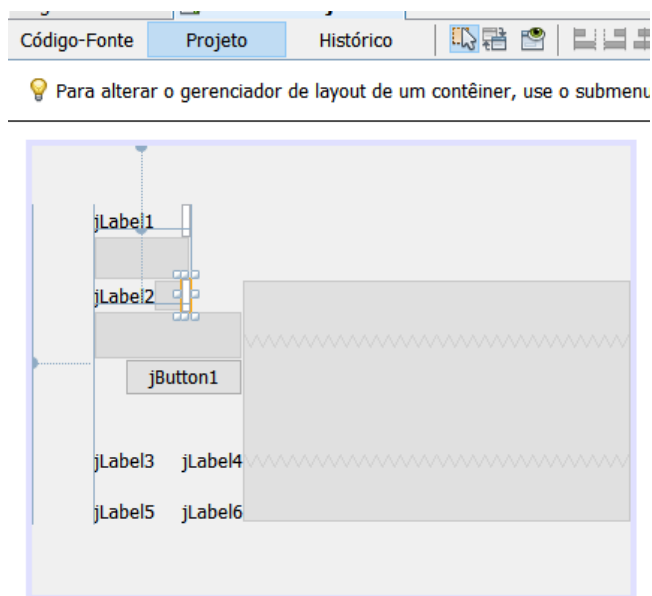 Código-Fonte Projeto Histórico
Para alterar o gerenciador de layout de um contêiner, use o submenu
jLabel1
jLabel2
jButton1
jLabel3 jLabel4
jLabel5 jLabel6